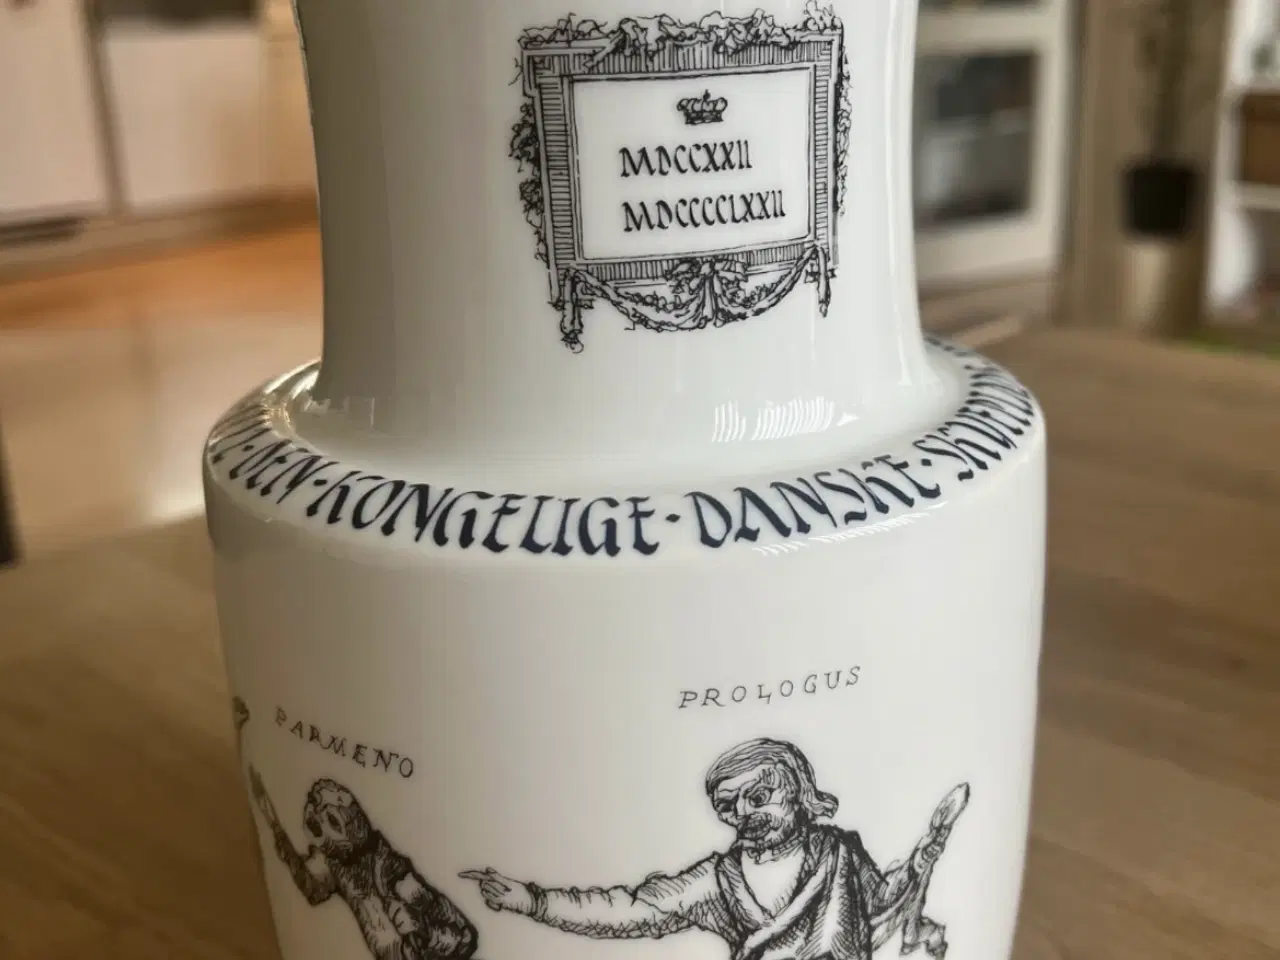 MDCCXXII
MDCCCCLXXII
DEN · KONGELIGE · DANSKE ·
PROLOGUS
PARMENO